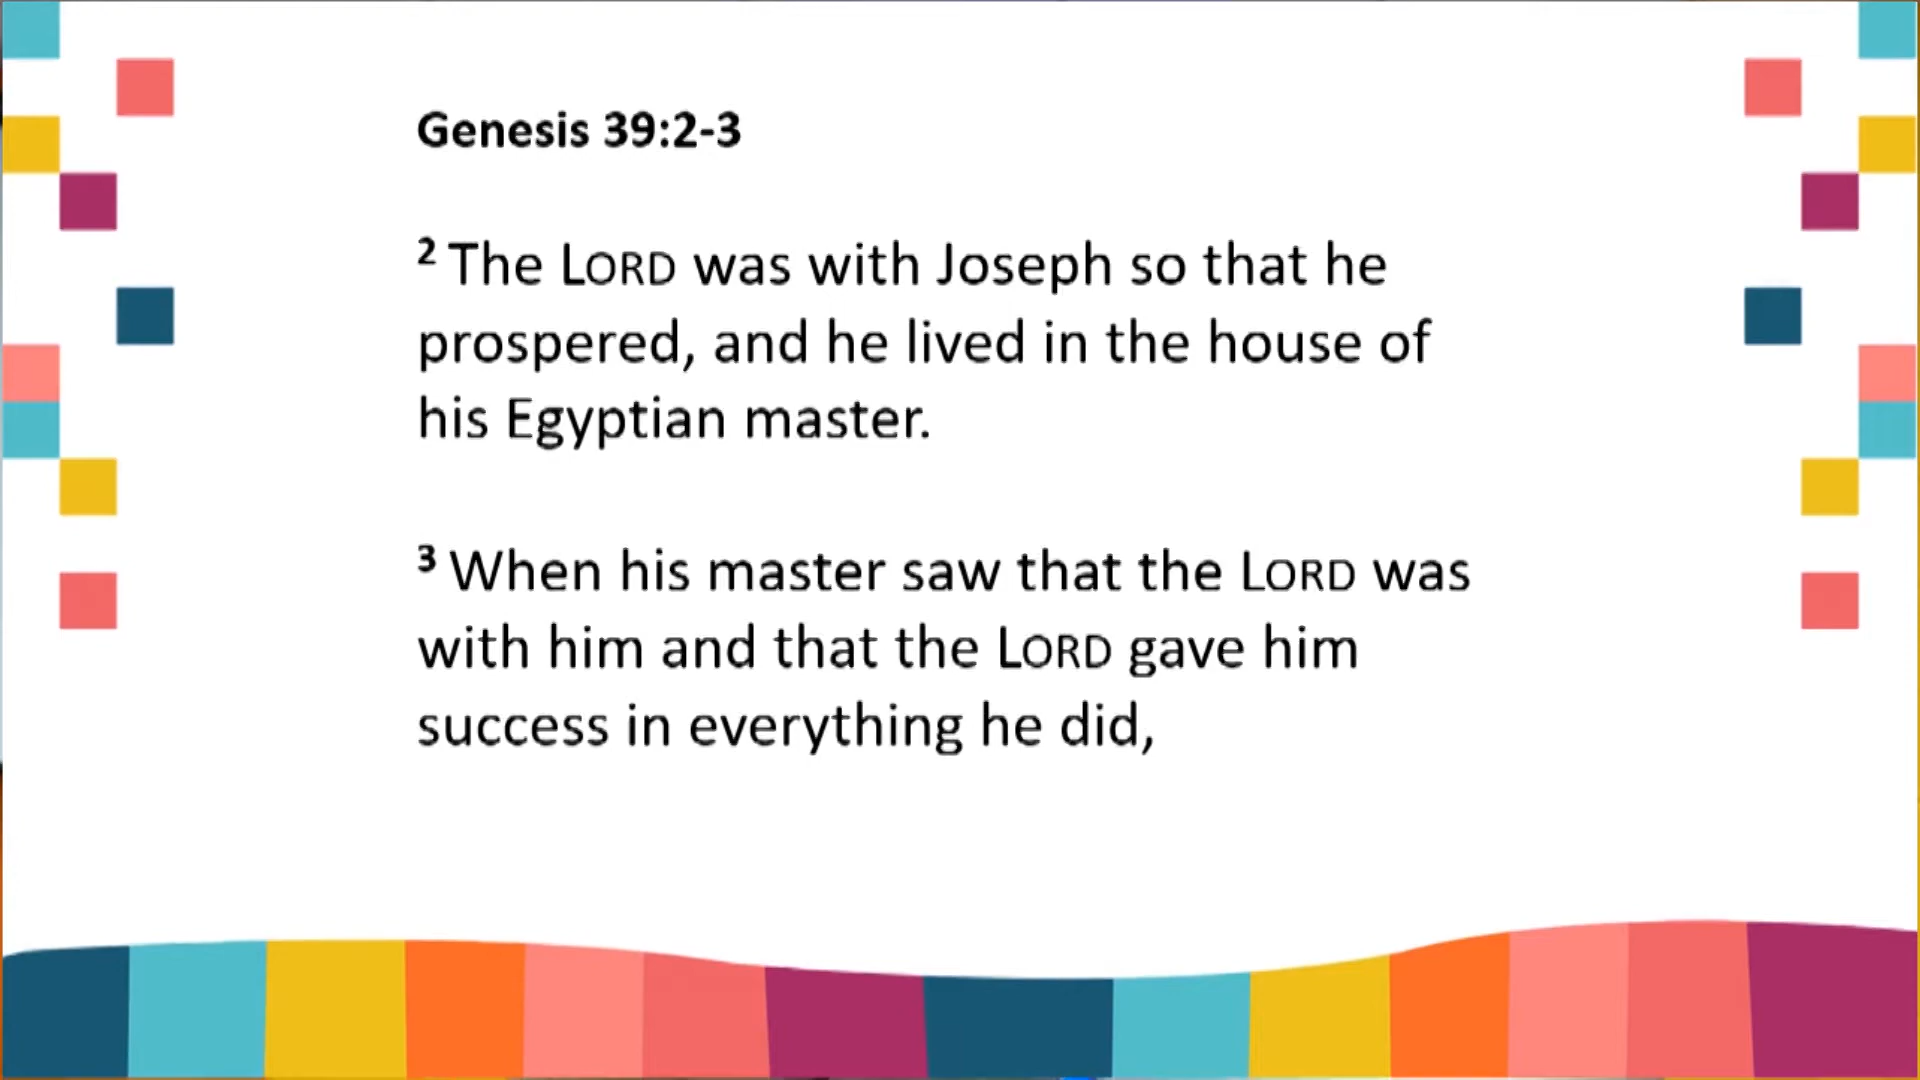 Genesis 39:2-3
² The LORD was with Joseph so that he
prospered, and he lived in the house of
his Egyptian master.
³ When his master saw that the LORD was
with him and that the LORD gave him
success in everything he did,